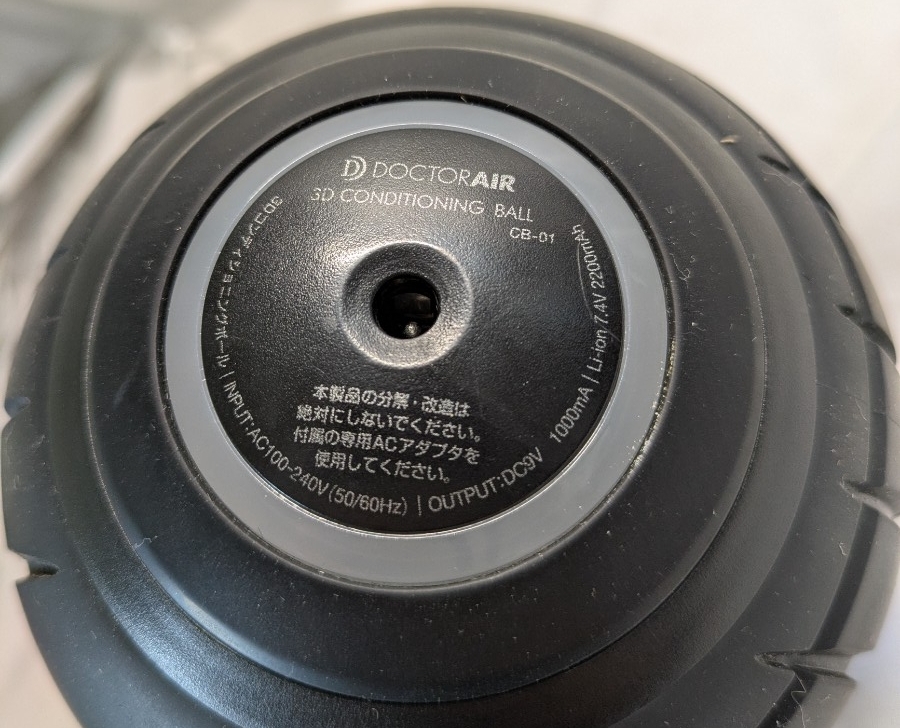 DOCTORAIR
3D CONDITIONING BALL
CB-01
本製品の分解・改造は
絶対にしないでください。
付属の専用ACアダプタを
使用してください。
3Dコンディショニングボール | INPUT:AC100-240V(50/60Hz) | OUTPUT:DC9V 1000mA | Li-ion 7.4V 2200mAh